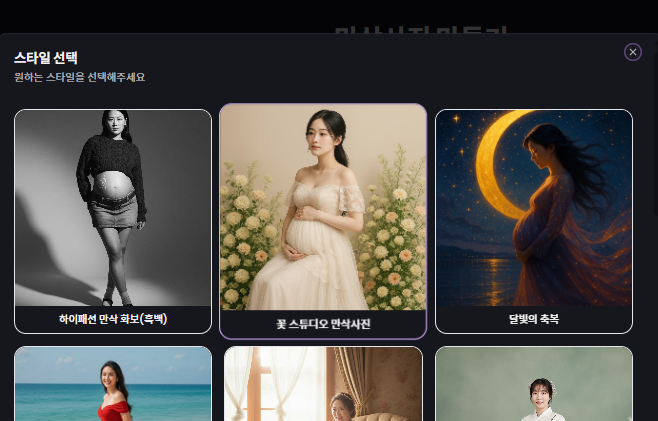 만삭사진 만들기
스타일 선택
원하는 스타일을 선택해주세요
하이패션 만삭 화보(흑백)
꽃 스튜디오 만삭사진
달빛의 축복